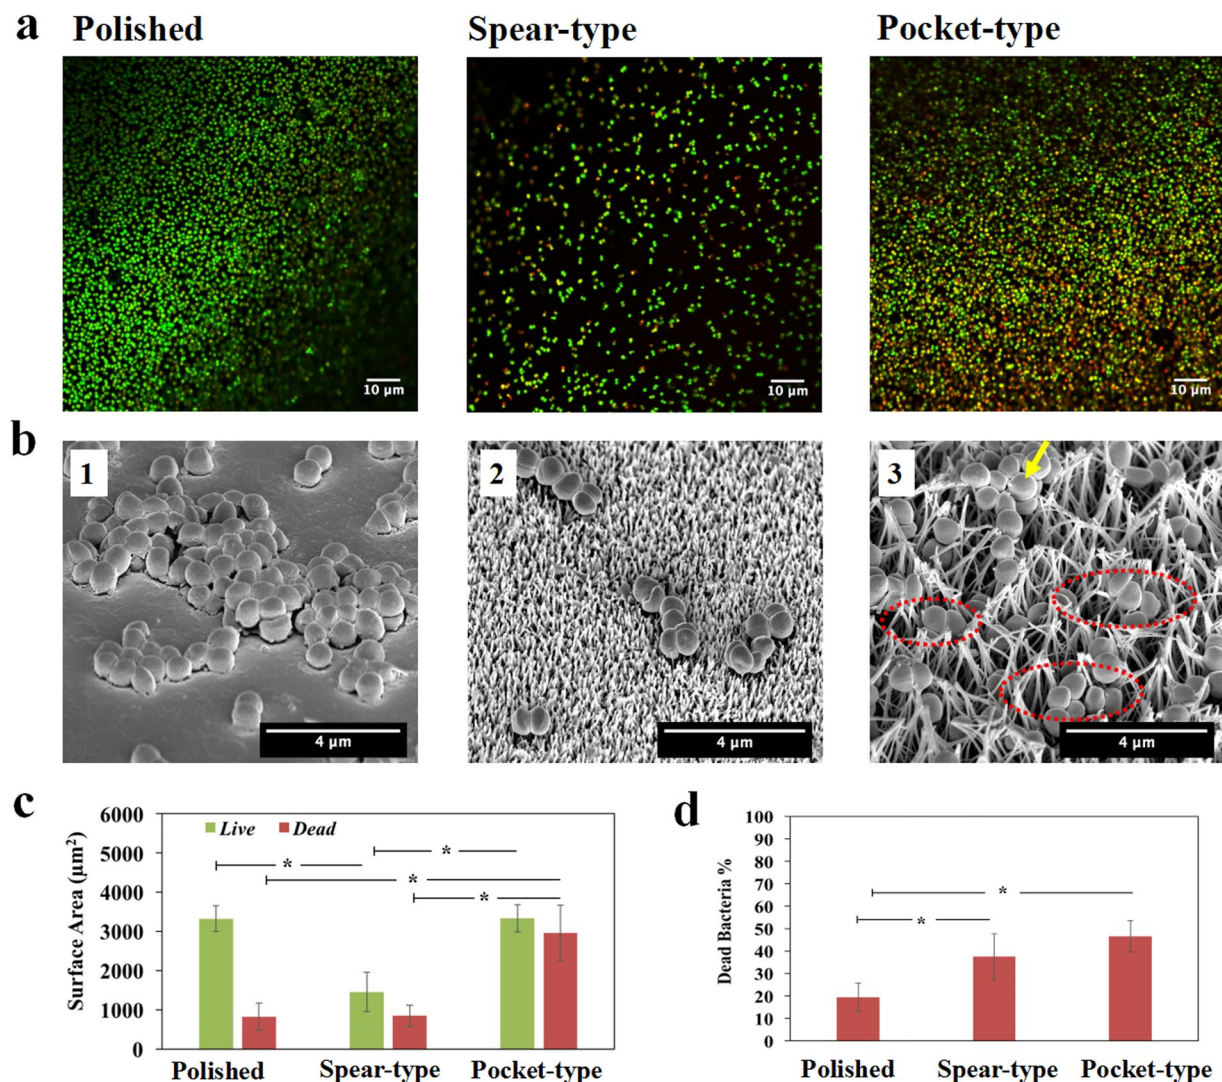 a Polished Spear-type Pocket-type
10 µm 10 µm 10 µm
b 1 2 3
4 µm 4 µm 4 µm
c
6000
5000
4000
3000
2000
1000
0
Surface Area (µm²)
Live Dead
*
*
*
*
Polished Spear-type Pocket-type
d
100
90
80
70
60
50
40
30
20
10
0
Dead Bacteria %
*
*
Polished Spear-type Pocket-type